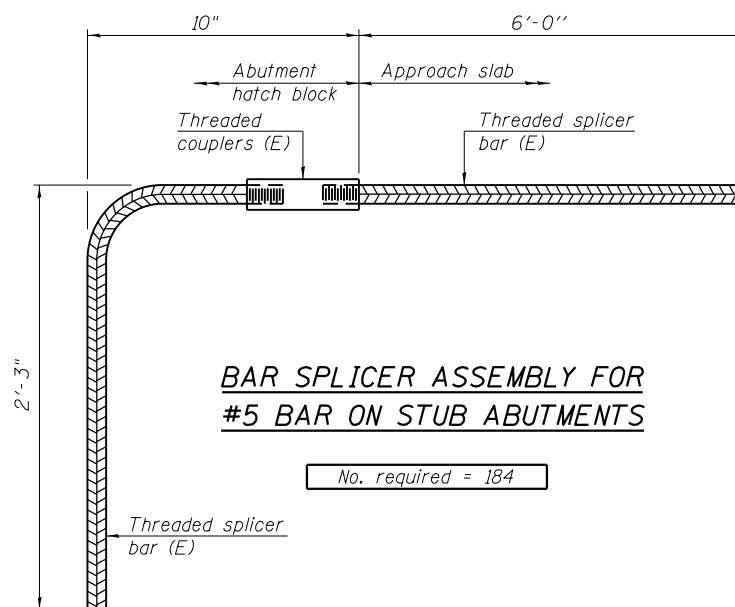 10"
6'-0''
Abutment
hatch block
Approach slab
Threaded
couplers (E)
Threaded splicer
bar (E)
2'-3"
BAR SPLICER ASSEMBLY FOR
#5 BAR ON STUB ABUTMENTS
No. required = 184
Threaded splicer
bar (E)